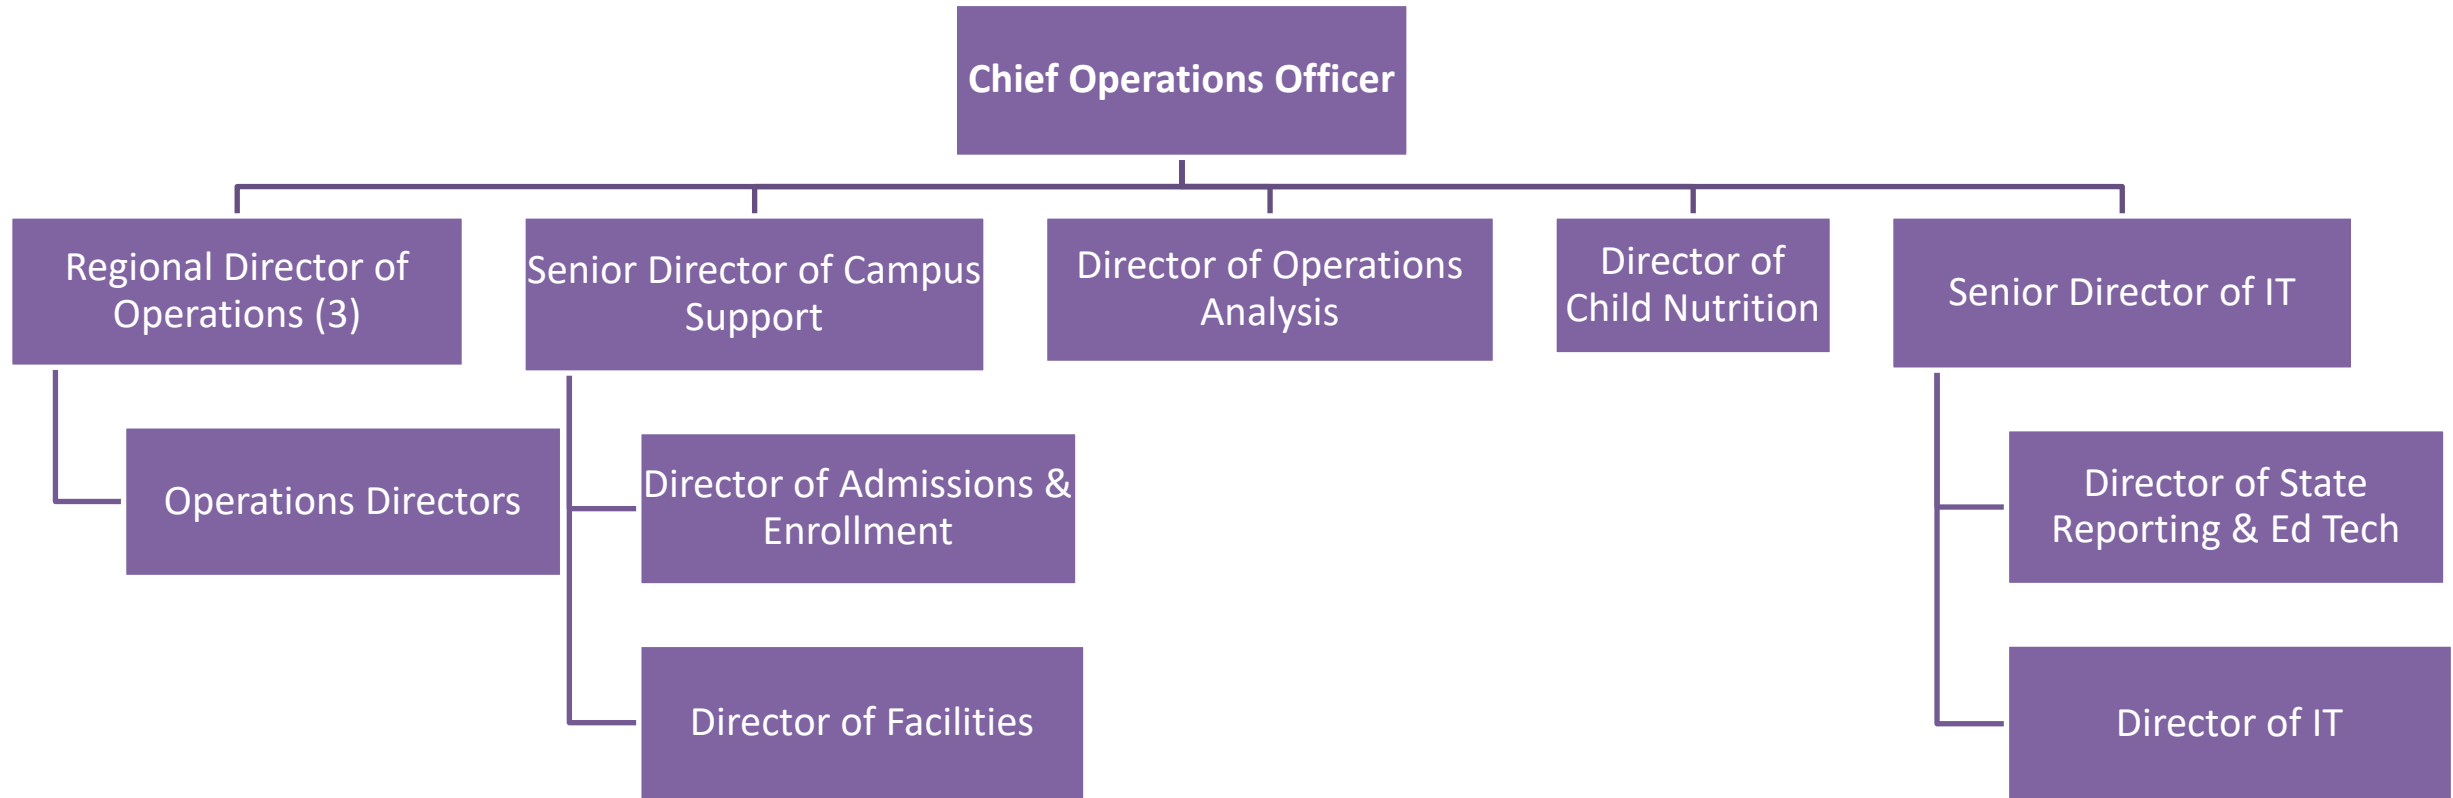 Chief Operations Officer
Regional Director of
Operations (3)
Senior Director of Campus
Support
Director of Operations
Analysis
Director of
Child Nutrition
Senior Director of IT
Operations Directors
Director of Admissions &
Enrollment
Director of State
Reporting & Ed Tech
Director of Facilities
Director of IT